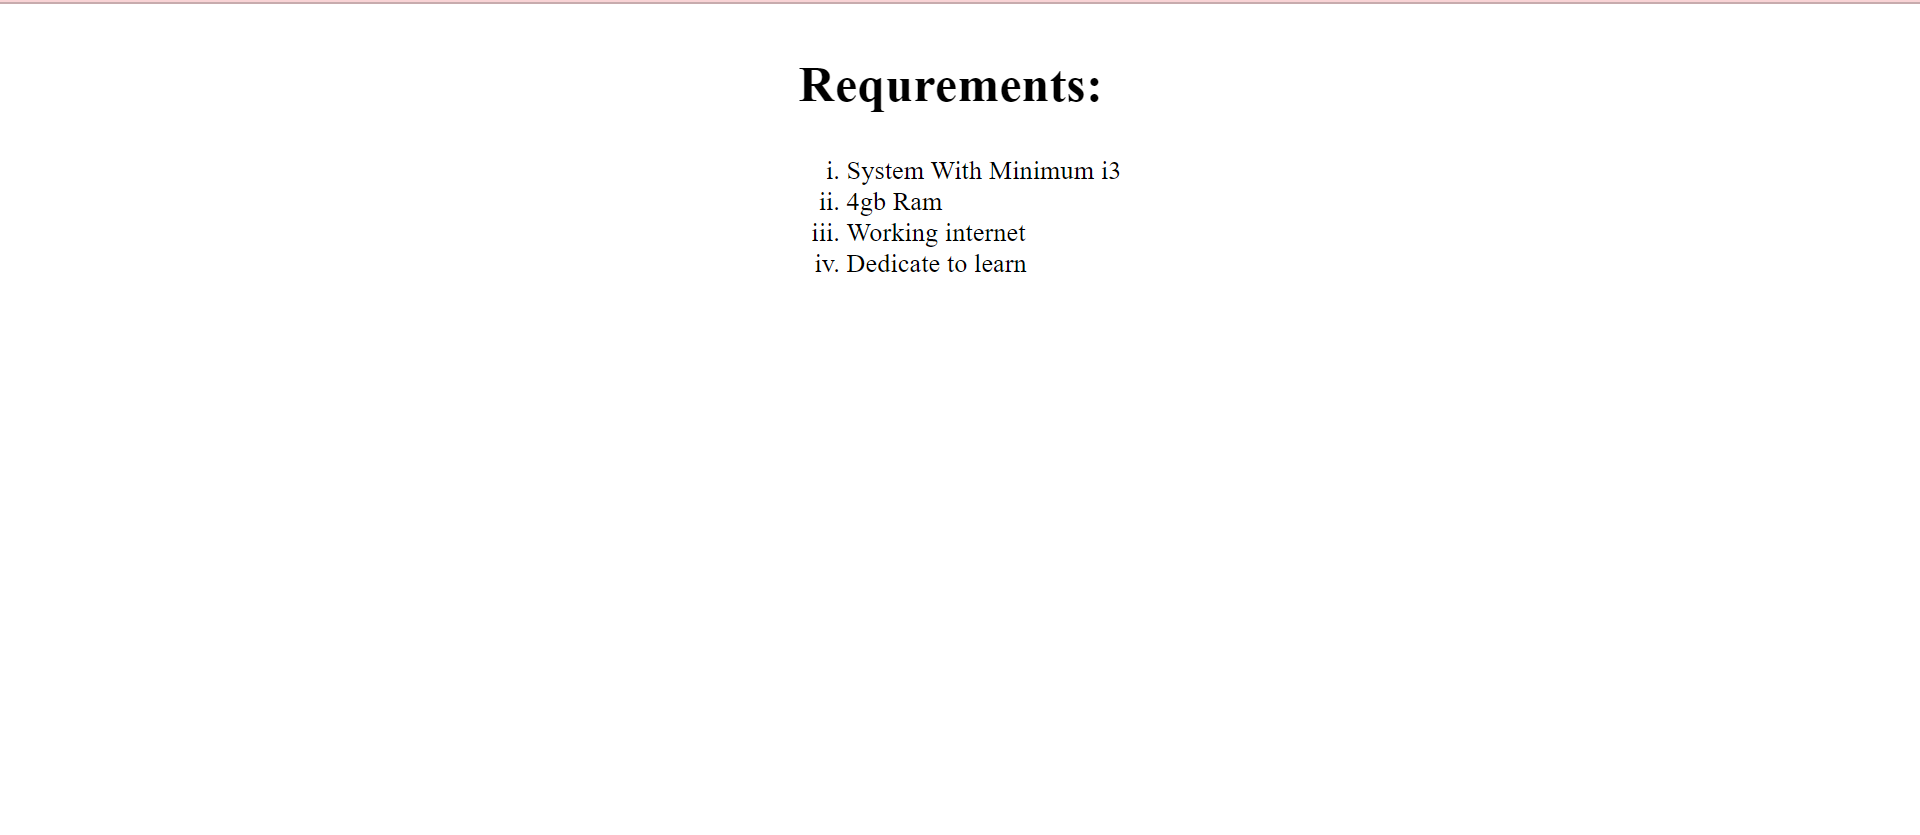 Requrements:
i. System With Minimum i3
ii. 4gb Ram
iii. Working internet
iv. Dedicate to learn